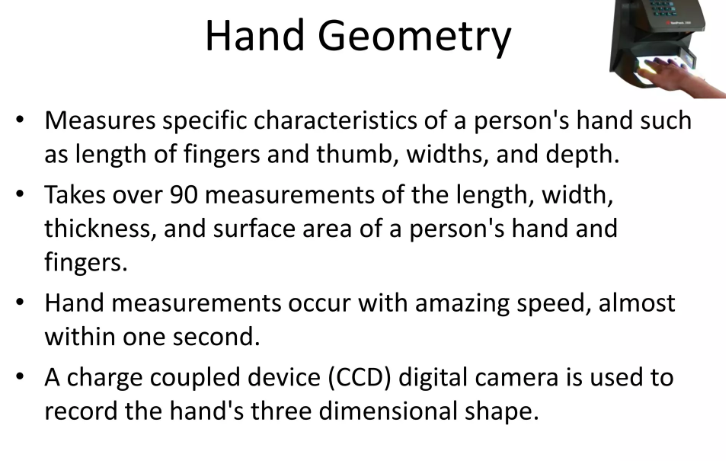 Hand Geometry
• Measures specific characteristics of a person's hand such
as length of fingers and thumb, widths, and depth.
• Takes over 90 measurements of the length, width,
thickness, and surface area of a person's hand and
fingers.
• Hand measurements occur with amazing speed, almost
within one second.
• A charge coupled device (CCD) digital camera is used to
record the hand's three dimensional shape.